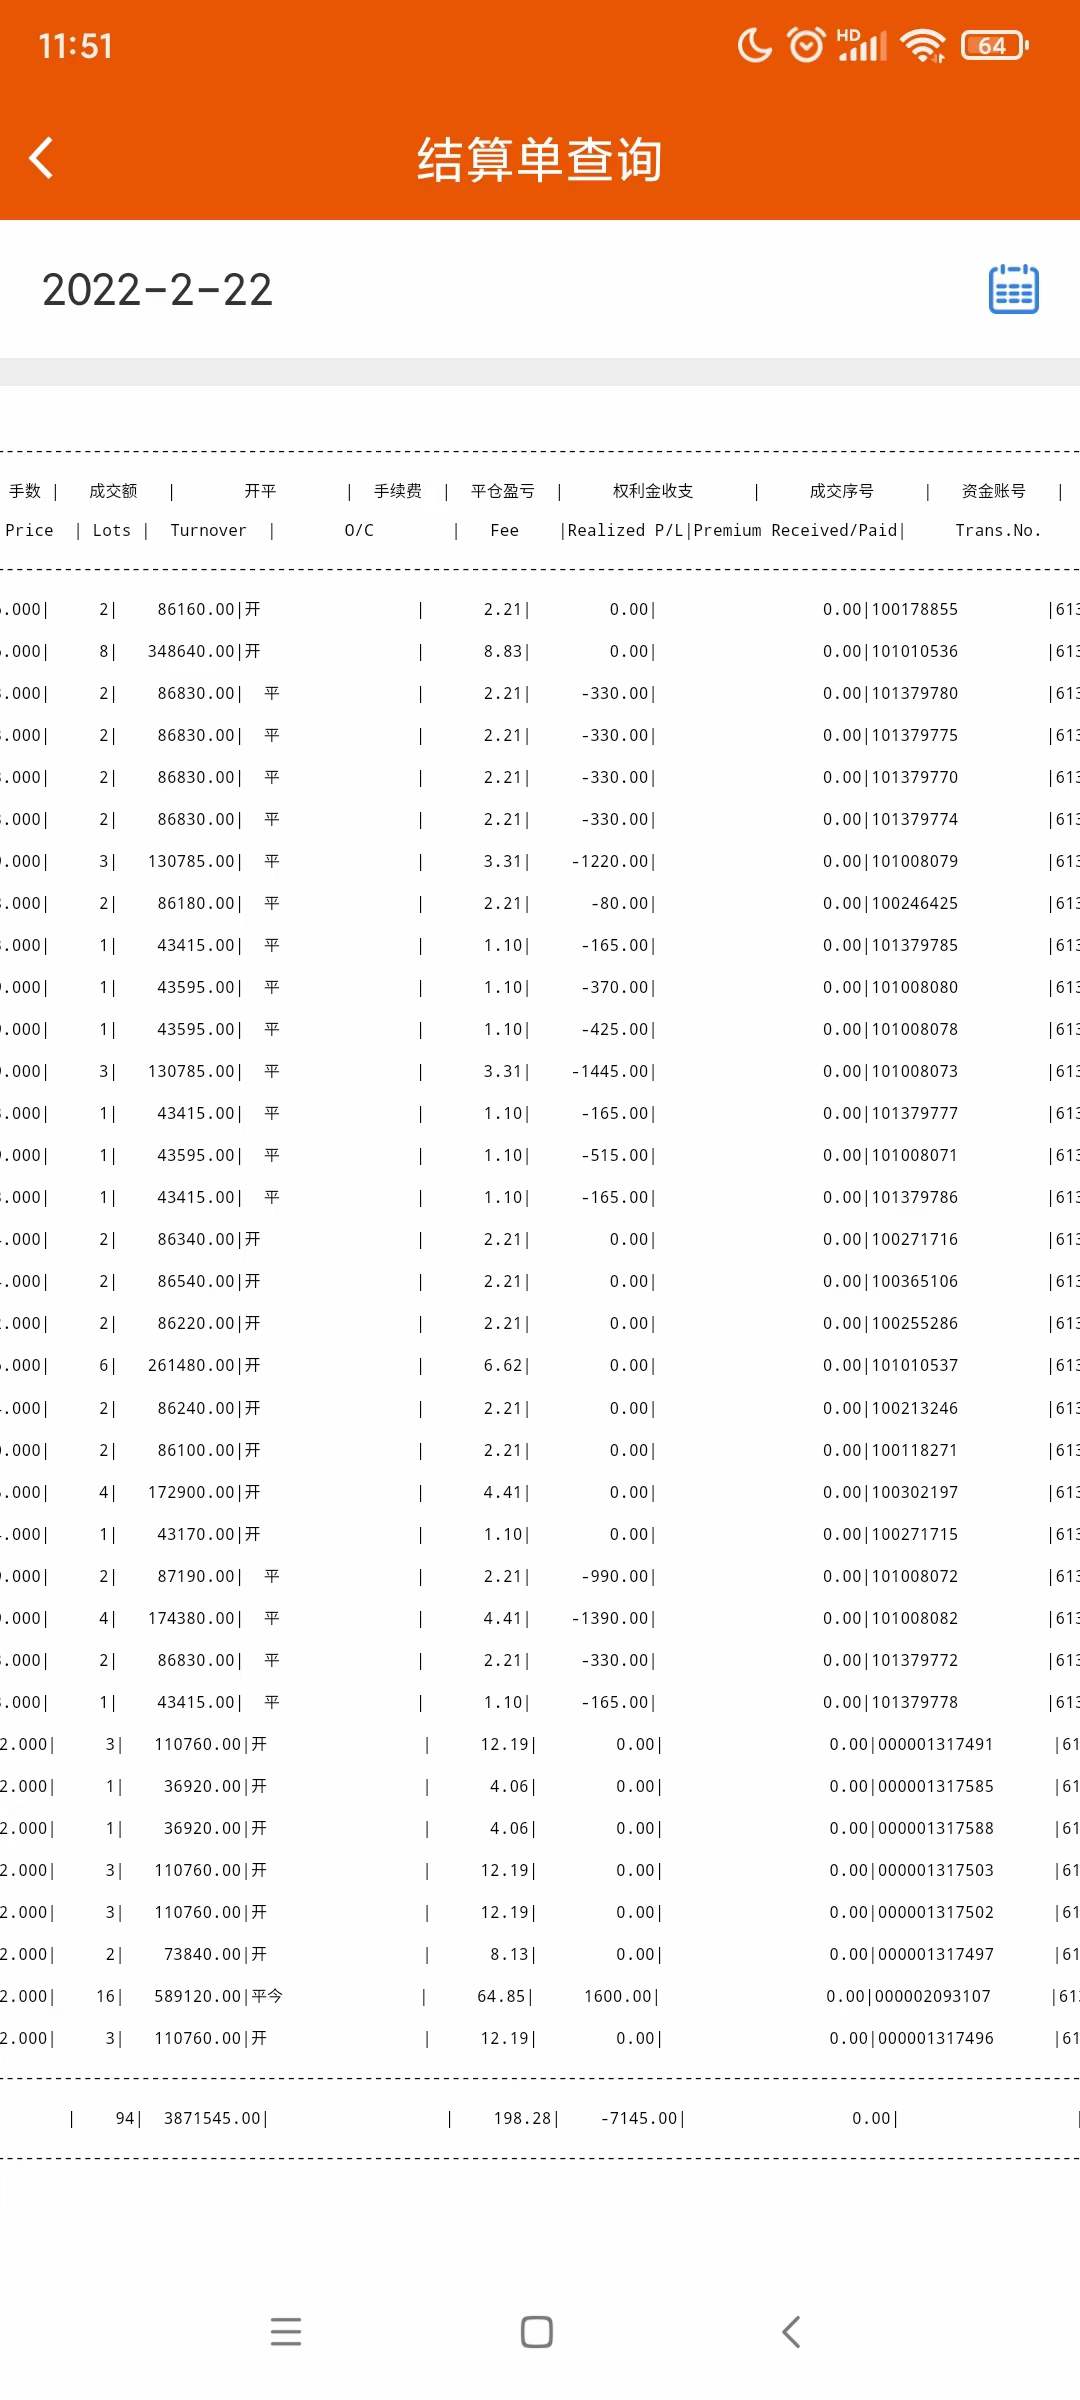 11:51
HD
64
结算单查询
2022-2-22
手数 | 成交额 | 开平 | 手续费 | 平仓盈亏 | 权利金收支 | 成交序号 | 资金账号 |
Price | Lots | Turnover | O/C | Fee |Realized P/L|Premium Received/Paid| Trans.No.
.000| 2| 86160.00|开 | 2.21| 0.00| 0.00|100178855 |613
.000| 8| 348640.00|开 | 8.83| 0.00| 0.00|101010536 |613
.000| 2| 86830.00| 平 | 2.21| -330.00| 0.00|101379780 |613
.000| 2| 86830.00| 平 | 2.21| -330.00| 0.00|101379775 |613
.000| 2| 86830.00| 平 | 2.21| -330.00| 0.00|101379770 |613
.000| 2| 86830.00| 平 | 2.21| -330.00| 0.00|101379774 |613
.000| 3| 130785.00| 平 | 3.31| -1220.00| 0.00|101008079 |613
.000| 2| 86180.00| 平 | 2.21| -80.00| 0.00|100246425 |613
.000| 1| 43415.00| 平 | 1.10| -165.00| 0.00|101379785 |613
.000| 1| 43595.00| 平 | 1.10| -370.00| 0.00|101008080 |613
.000| 1| 43595.00| 平 | 1.10| -425.00| 0.00|101008078 |613
.000| 3| 130785.00| 平 | 3.31| -1445.00| 0.00|101008073 |613
.000| 1| 43415.00| 平 | 1.10| -165.00| 0.00|101379777 |613
.000| 1| 43595.00| 平 | 1.10| -515.00| 0.00|101008071 |613
.000| 1| 43415.00| 平 | 1.10| -165.00| 0.00|101379786 |613
.000| 2| 86340.00|开 | 2.21| 0.00| 0.00|100271716 |613
.000| 2| 86540.00|开 | 2.21| 0.00| 0.00|100365106 |613
.000| 2| 86220.00|开 | 2.21| 0.00| 0.00|100255286 |613
.000| 6| 261480.00|开 | 6.62| 0.00| 0.00|101010537 |613
.000| 2| 86240.00|开 | 2.21| 0.00| 0.00|100213246 |613
.000| 2| 86100.00|开 | 2.21| 0.00| 0.00|100118271 |613
.000| 4| 172900.00|开 | 4.41| 0.00| 0.00|100302197 |613
.000| 1| 43170.00|开 | 1.10| 0.00| 0.00|100271715 |613
.000| 2| 87190.00| 平 | 2.21| -990.00| 0.00|101008072 |613
.000| 4| 174380.00| 平 | 4.41| -1390.00| 0.00|101008082 |613
.000| 2| 86830.00| 平 | 2.21| -330.00| 0.00|101379772 |613
.000| 1| 43415.00| 平 | 1.10| -165.00| 0.00|101379778 |613
2.000| 3| 110760.00|开 | 12.19| 0.00| 0.00|000001317491 |61
2.000| 1| 36920.00|开 | 4.06| 0.00| 0.00|000001317585 |61
2.000| 1| 36920.00|开 | 4.06| 0.00| 0.00|000001317588 |61
2.000| 3| 110760.00|开 | 12.19| 0.00| 0.00|000001317503 |61
2.000| 3| 110760.00|开 | 12.19| 0.00| 0.00|000001317502 |61
2.000| 2| 73840.00|开 | 8.13| 0.00| 0.00|000001317497 |61
2.000| 16| 589120.00|平今 | 64.85| 1600.00| 0.00|000002093107 |613
2.000| 3| 110760.00|开 | 12.19| 0.00| 0.00|000001317496 |61
| 94| 3871545.00| | 198.28| -7145.00| 0.00| |